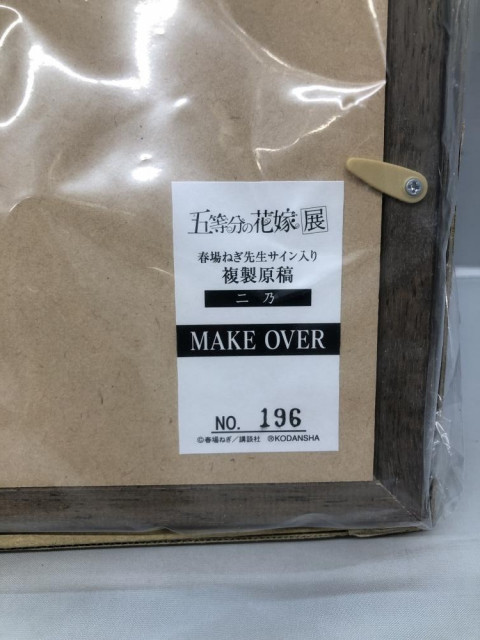 五等分の花嫁展
春場ねぎ先生サイン入り
複製原稿
二乃
MAKE OVER
NO. 196
©春場ねぎ/講談社 ®KODANSHA